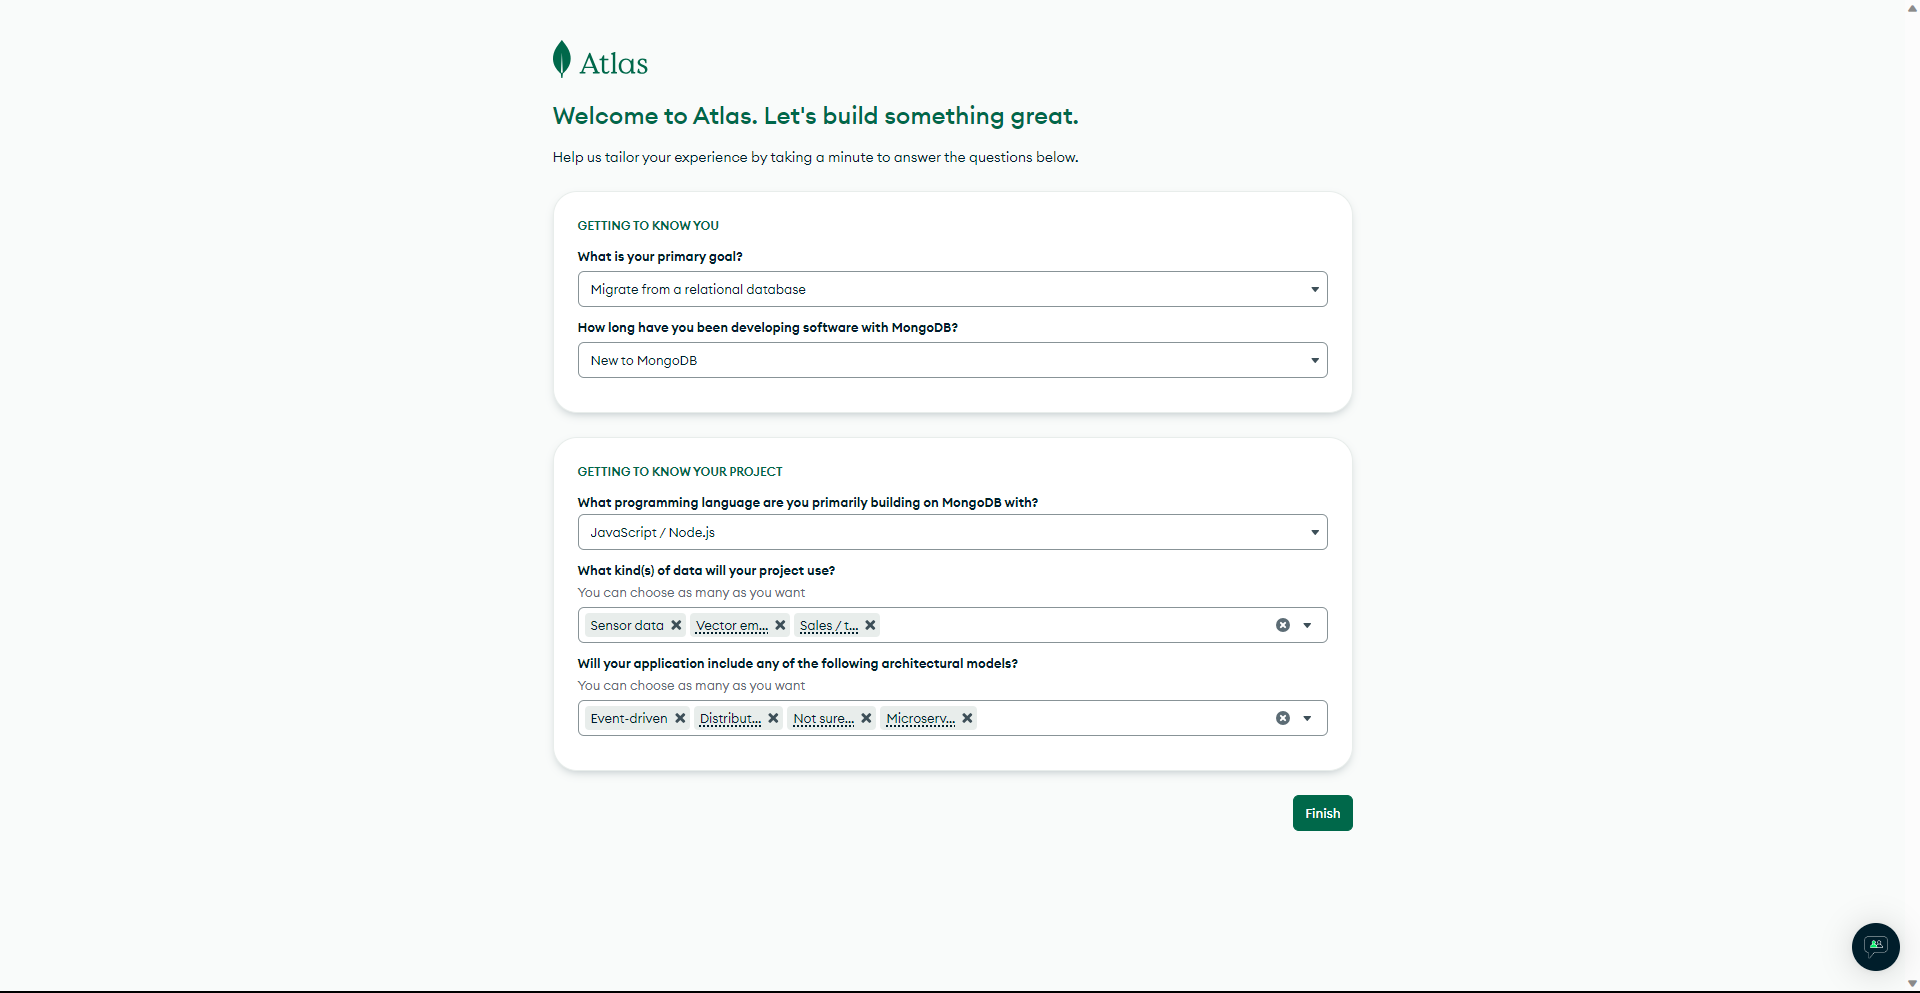 Atlas
Welcome to Atlas. Let's build something great.
Help us tailor your experience by taking a minute to answer the questions below.
GETTING TO KNOW YOU
What is your primary goal?
Migrate from a relational database
How long have you been developing software with MongoDB?
New to MongoDB
GETTING TO KNOW YOUR PROJECT
What programming language are you primarily building on MongoDB with?
JavaScript / Node.js
What kind(s) of data will your project use?
You can choose as many as you want
Sensor data Vector em... Sales / t...
Will your application include any of the following architectural models?
You can choose as many as you want
Event-driven Distribut... Not sure... Microserv...
Finish